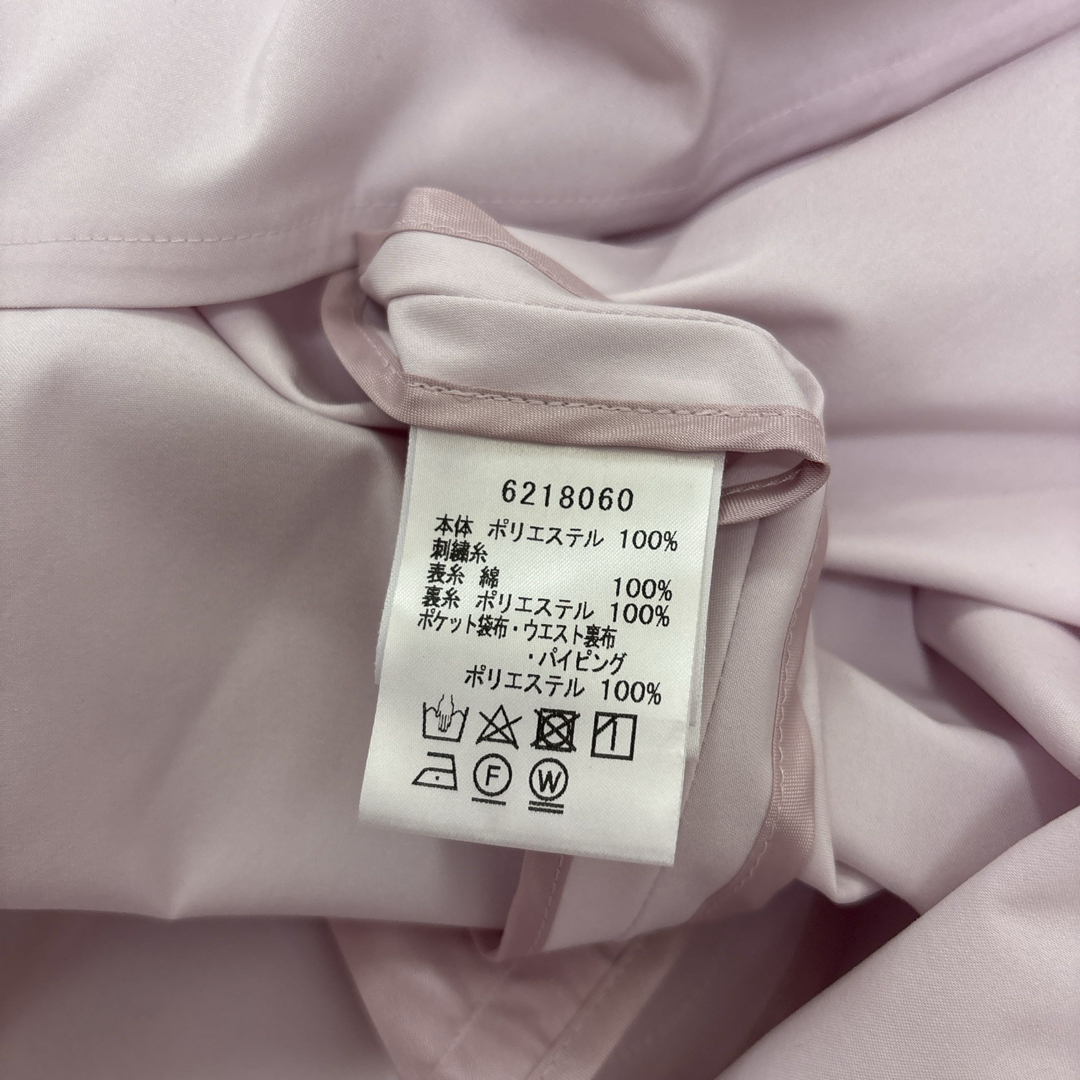 6218060
本体 ポリエステル 100%
刺繍糸
表糸 綿 100%
裏糸 ポリエステル 100%
ポケット袋布・ウエスト裏布
・パイピング
ポリエステル 100%
F W